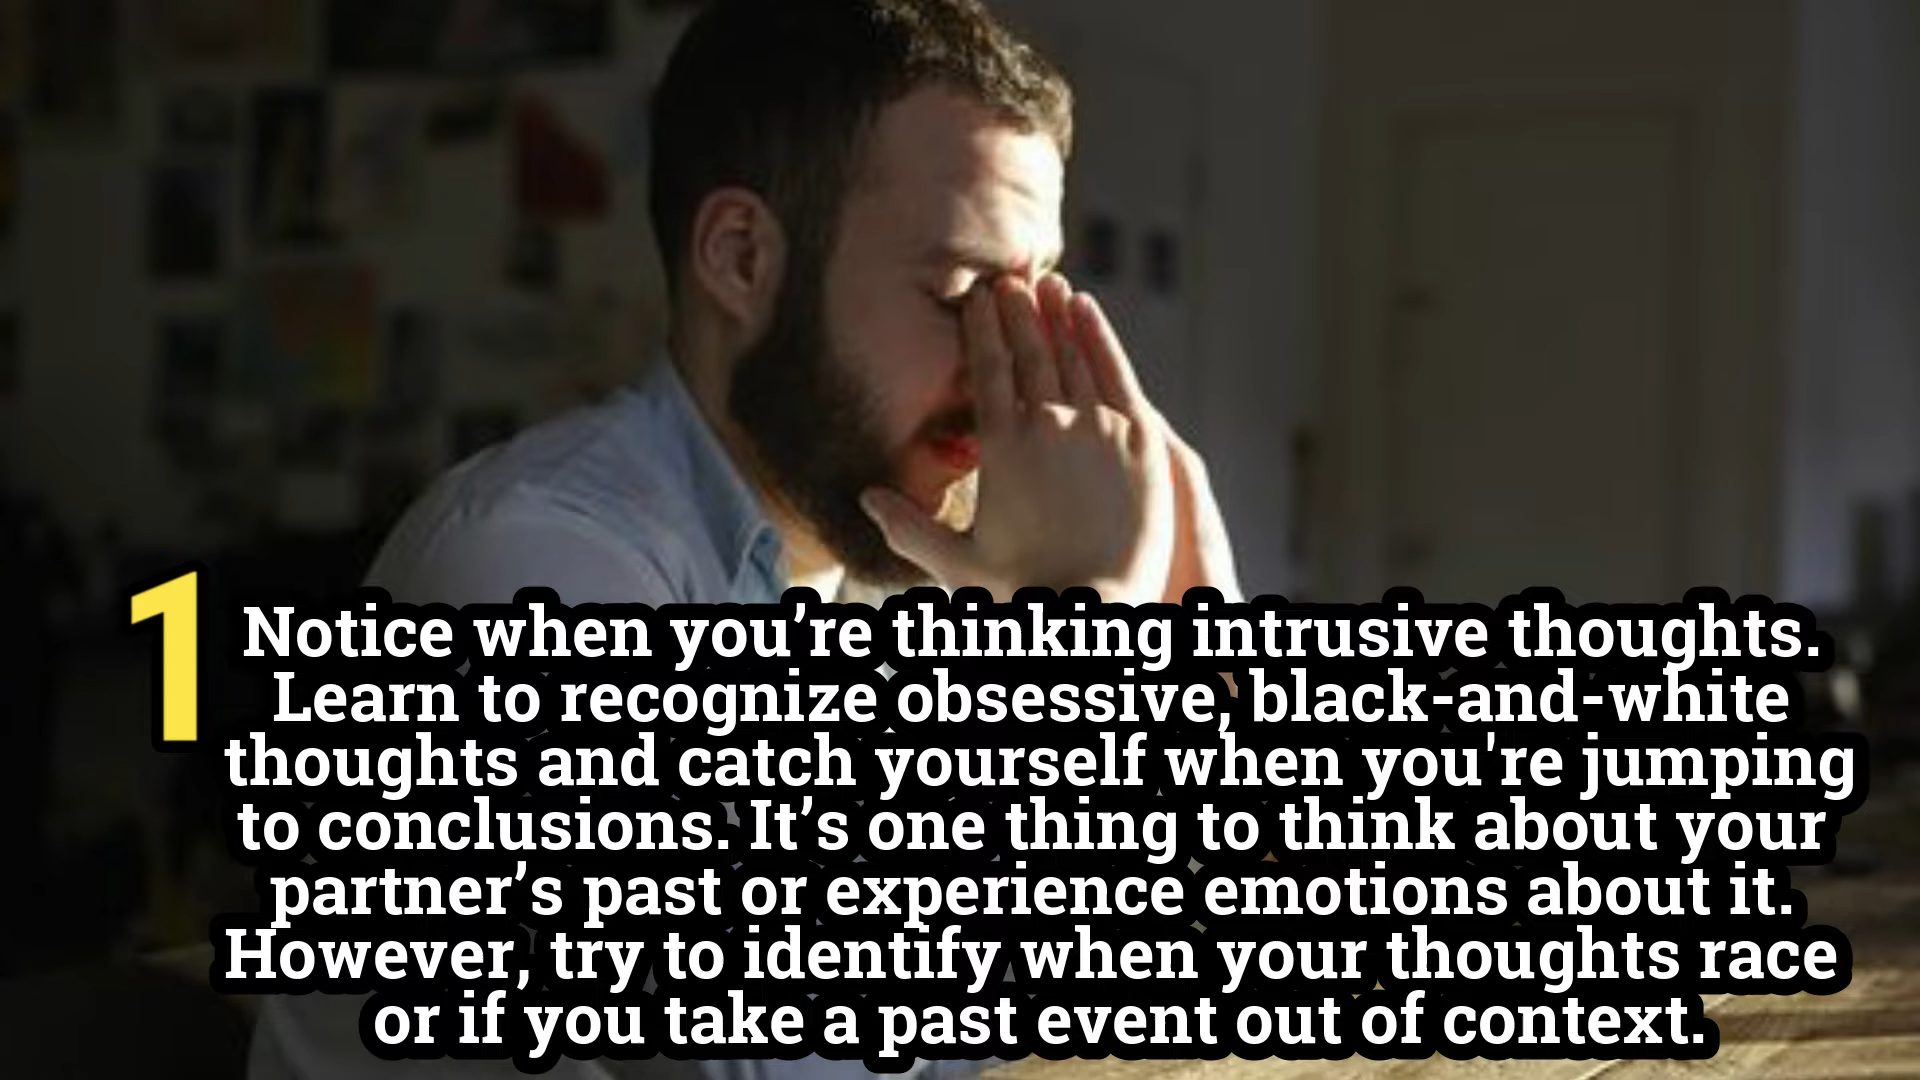 1
Notice when you’re thinking intrusive thoughts.
Learn to recognize obsessive, black-and-white
thoughts and catch yourself when you're jumping
to conclusions. It’s one thing to think about your
partner’s past or experience emotions about it.
However, try to identify when your thoughts race
or if you take a past event out of context.